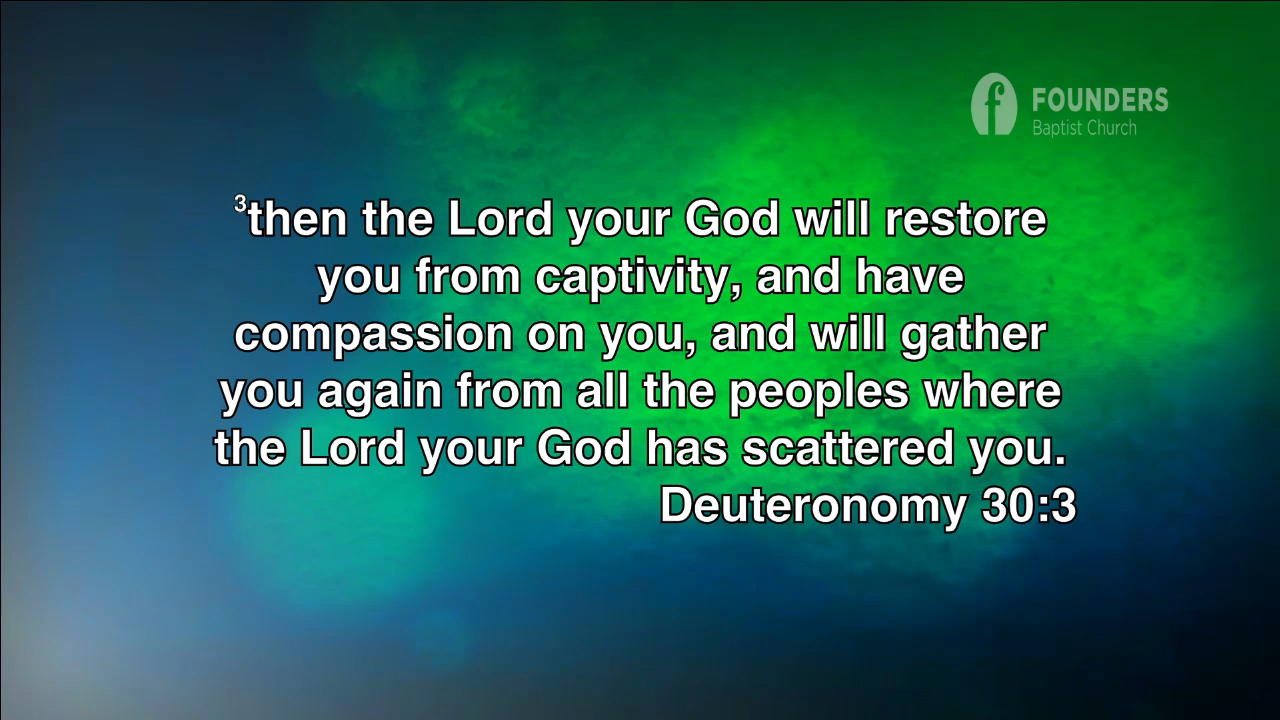 FOUNDERS
Baptist Church
3then the Lord your God will restore
you from captivity, and have
compassion on you, and will gather
you again from all the peoples where
the Lord your God has scattered you.
Deuteronomy 30:3